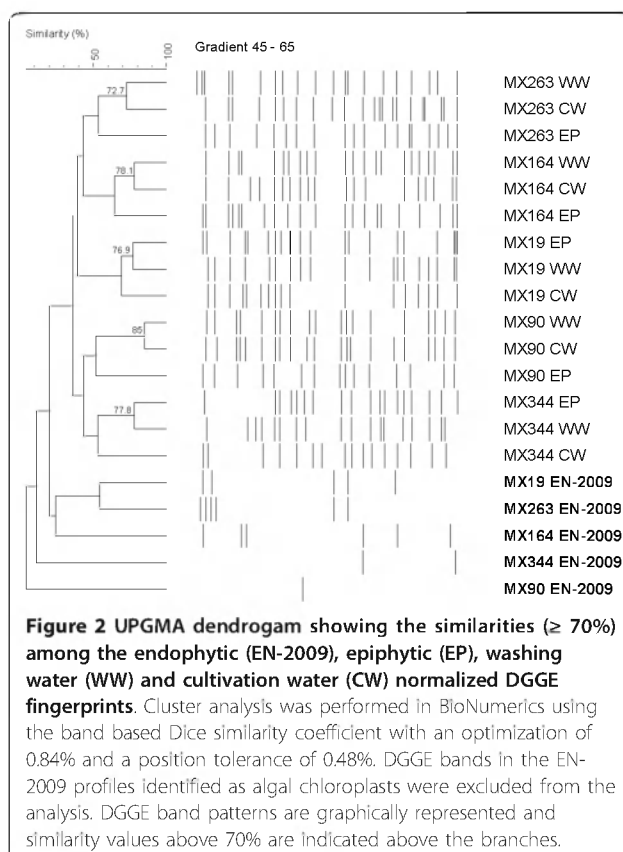 Similarity (%)
Gradient 45 - 65
50
100
MX263 WW
72.7
MX263 CW
MX263 EP
MX164 WW
78.1
MX164 CW
MX164 EP
MX19 EP
76.9
MX19 WW
MX19 CW
MX90 WW
85
MX90 CW
MX90 EP
MX344 EP
77.8
MX344 WW
MX344 CW
MX19 EN-2009
MX263 EN-2009
MX164 EN-2009
MX344 EN-2009
MX90 EN-2009
Figure 2 UPGMA dendrogam showing the similarities (≥ 70%)
among the endophytic (EN-2009), epiphytic (EP), washing
water (WW) and cultivation water (CW) normalized DGGE
fingerprints. Cluster analysis was performed in BioNumerics using
the band based Dice similarity coefficient with an optimization of
0.84% and a position tolerance of 0.48%. DGGE bands in the EN-
2009 profiles identified as algal chloroplasts were excluded from the
analysis. DGGE band patterns are graphically represented and
similarity values above 70% are indicated above the branches.